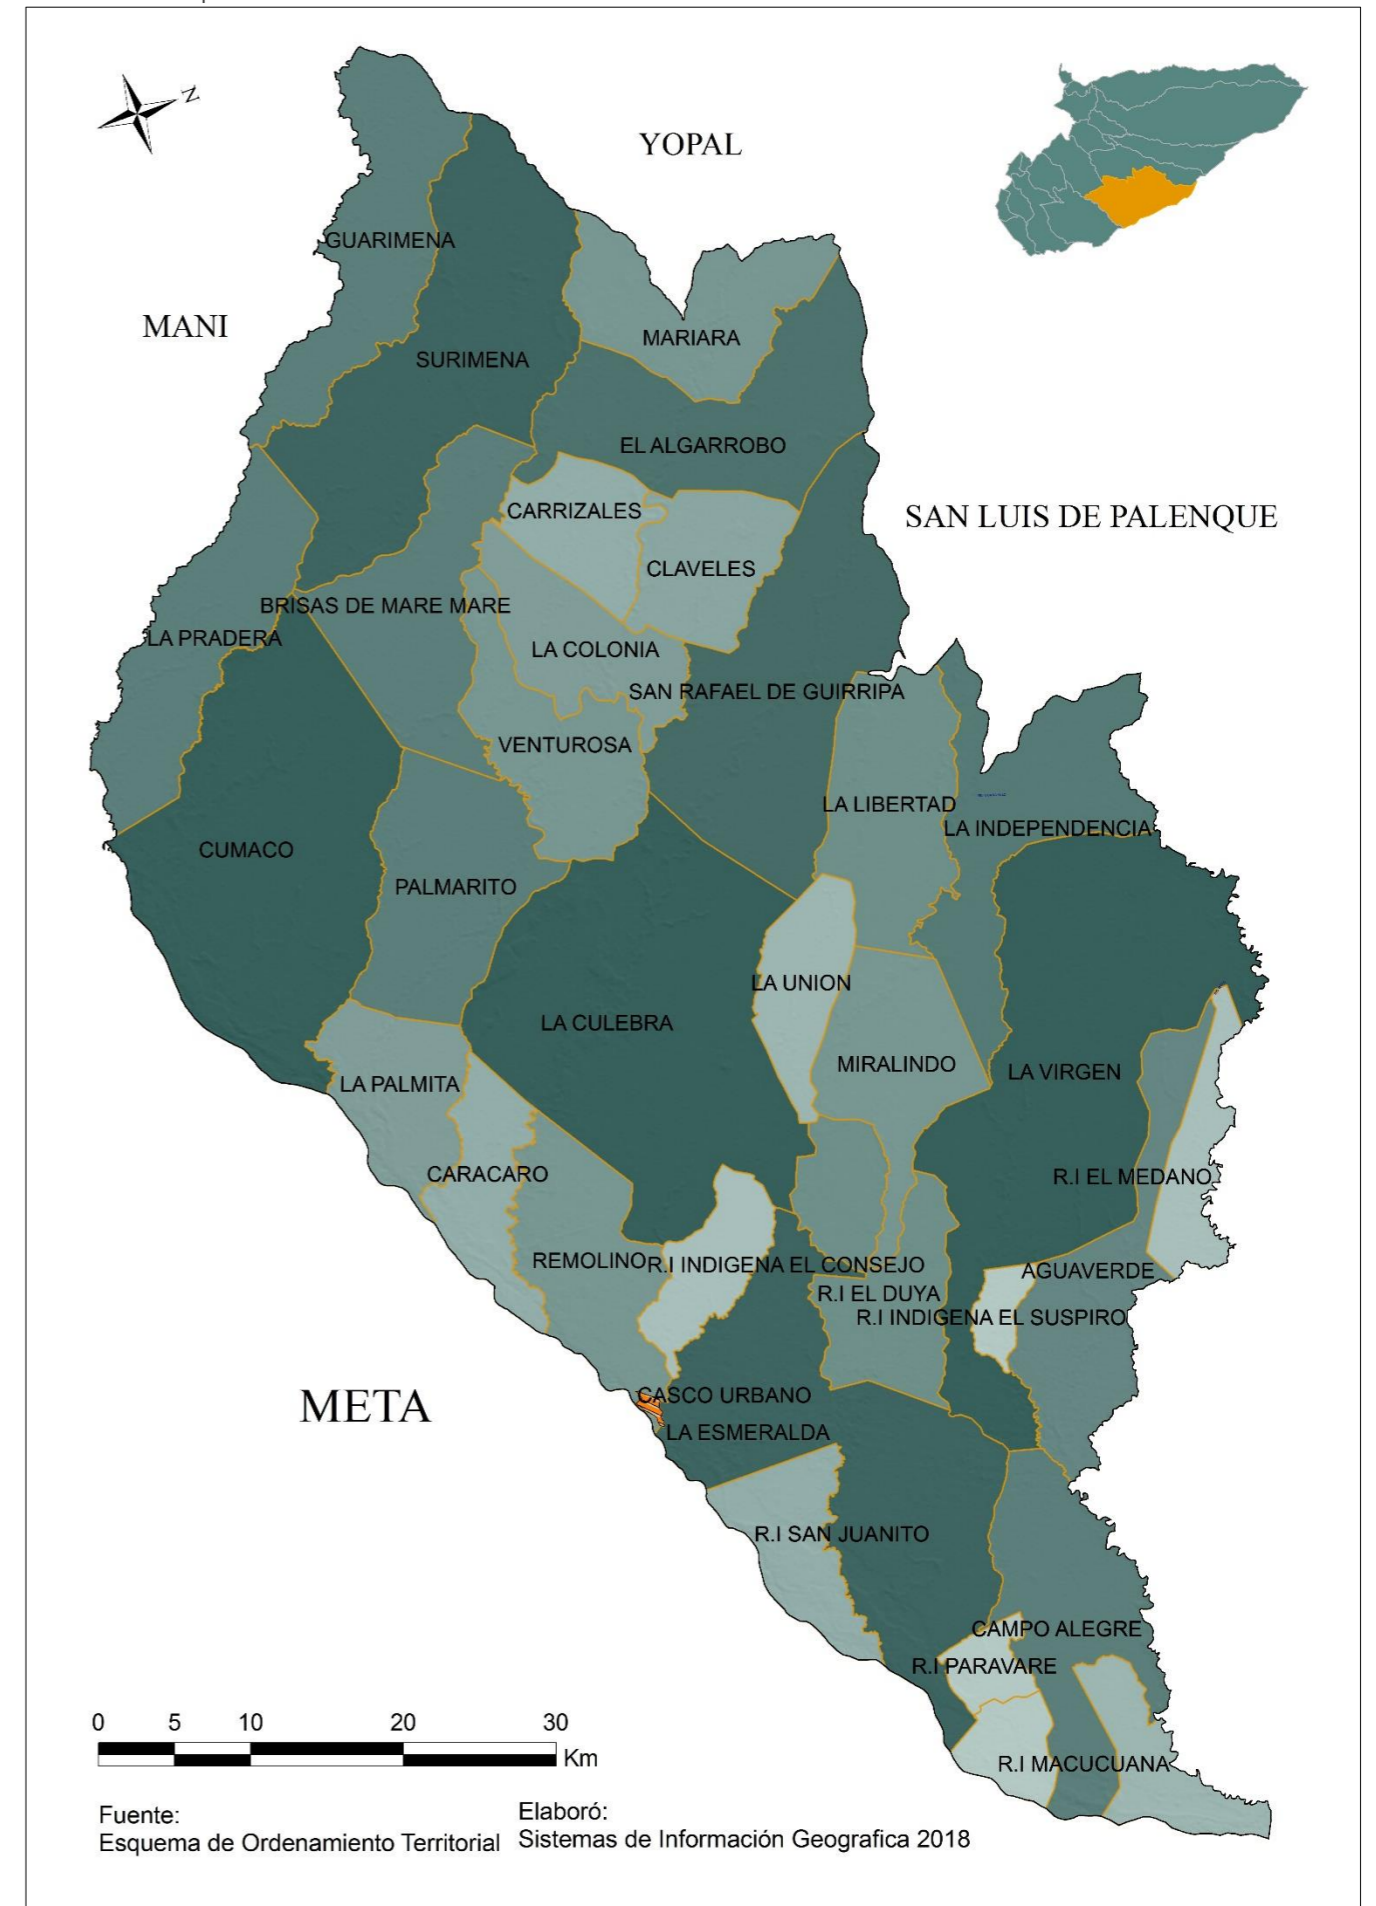 N
YOPAL
GUARIMENA
MANI
MARIARA
SURIMENA
EL ALGARROBO
CARRIZALES
SAN LUIS DE PALENQUE
CLAVELES
BRISAS DE MARE MARE
LA PRADERA
LA COLONIA
SAN RAFAEL DE GUIRRIPA
VENTUROSA
LA LIBERTAD
LA INDEPENDENCIA
CUMACO
PALMARITO
LA UNION
LA CULEBRA
MIRALINDO
LA VIRGEN
LA PALMITA
CARACARO
R.I EL MEDANO
REMOLINO
R.I INDIGENA EL CONSEJO
AGUAVERDE
R.I EL DUYA
R.I INDIGENA EL SUSPIRO
META
CASCO URBANO
LA ESMERALDA
R.I SAN JUANITO
CAMPO ALEGRE
R.I PARAVARE
R.I MACUCUANA
0 5 10 20 30
Km
Fuente:
Esquema de Ordenamiento Territorial
Elaboró:
Sistemas de Información Geografica 2018